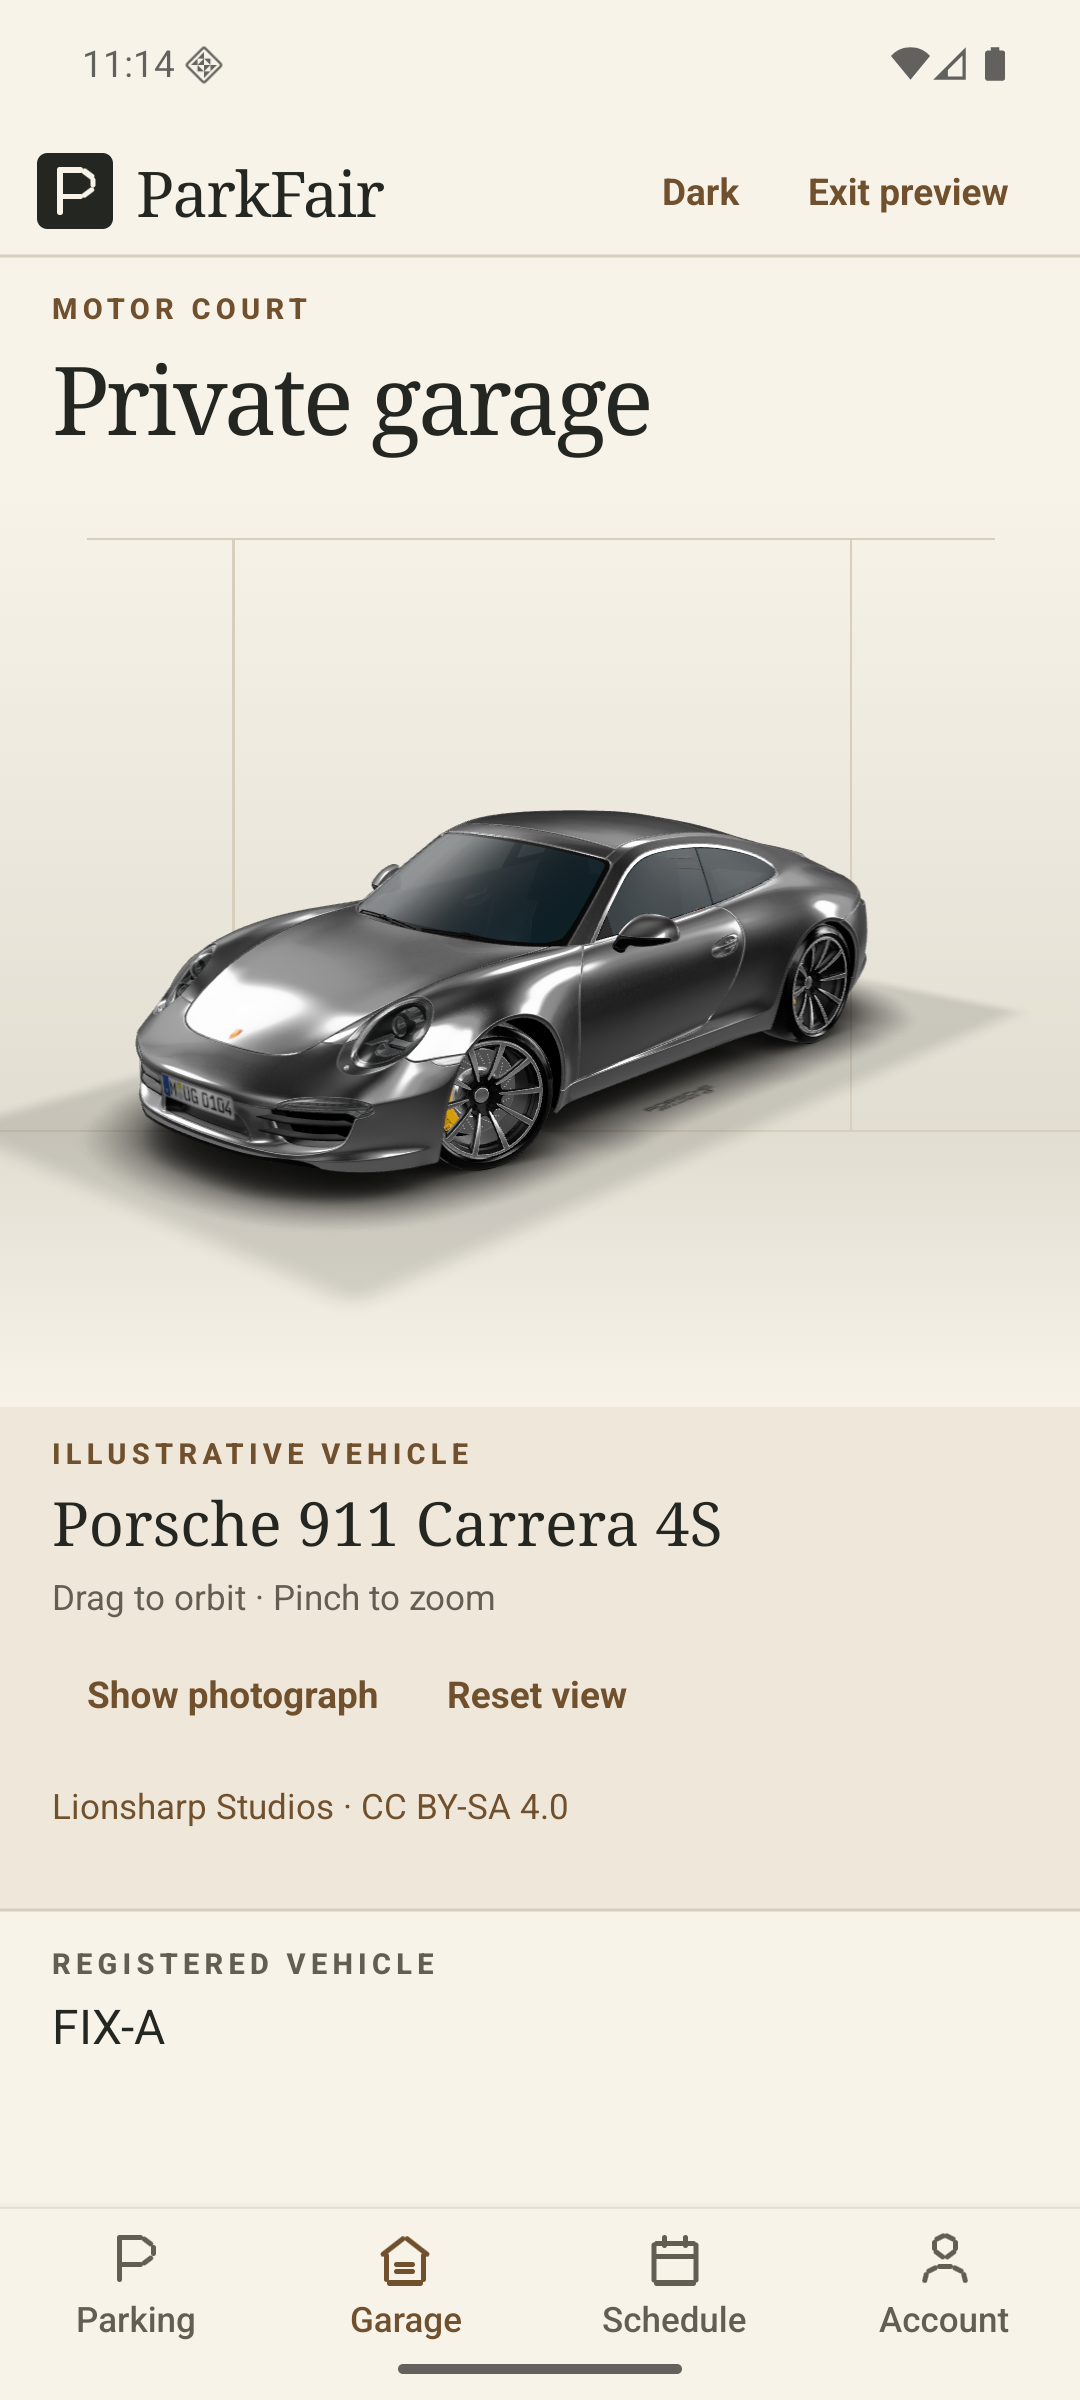 11:14
ParkFair
Dark
Exit preview
MOTOR COURT
Private garage
M UG 0104
ILLUSTRATIVE VEHICLE
Porsche 911 Carrera 4S
Drag to orbit · Pinch to zoom
Show photograph
Reset view
Lionsharp Studios · CC BY-SA 4.0
REGISTERED VEHICLE
FIX-A
Parking
Garage
Schedule
Account